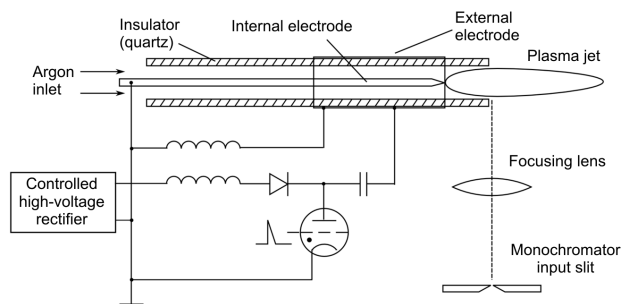 Insulator
(quartz)
Internal electrode
External
electrode
Plasma jet
Argon
inlet
Focusing lens
Controlled
high-voltage
rectifier
Monochromator
input slit